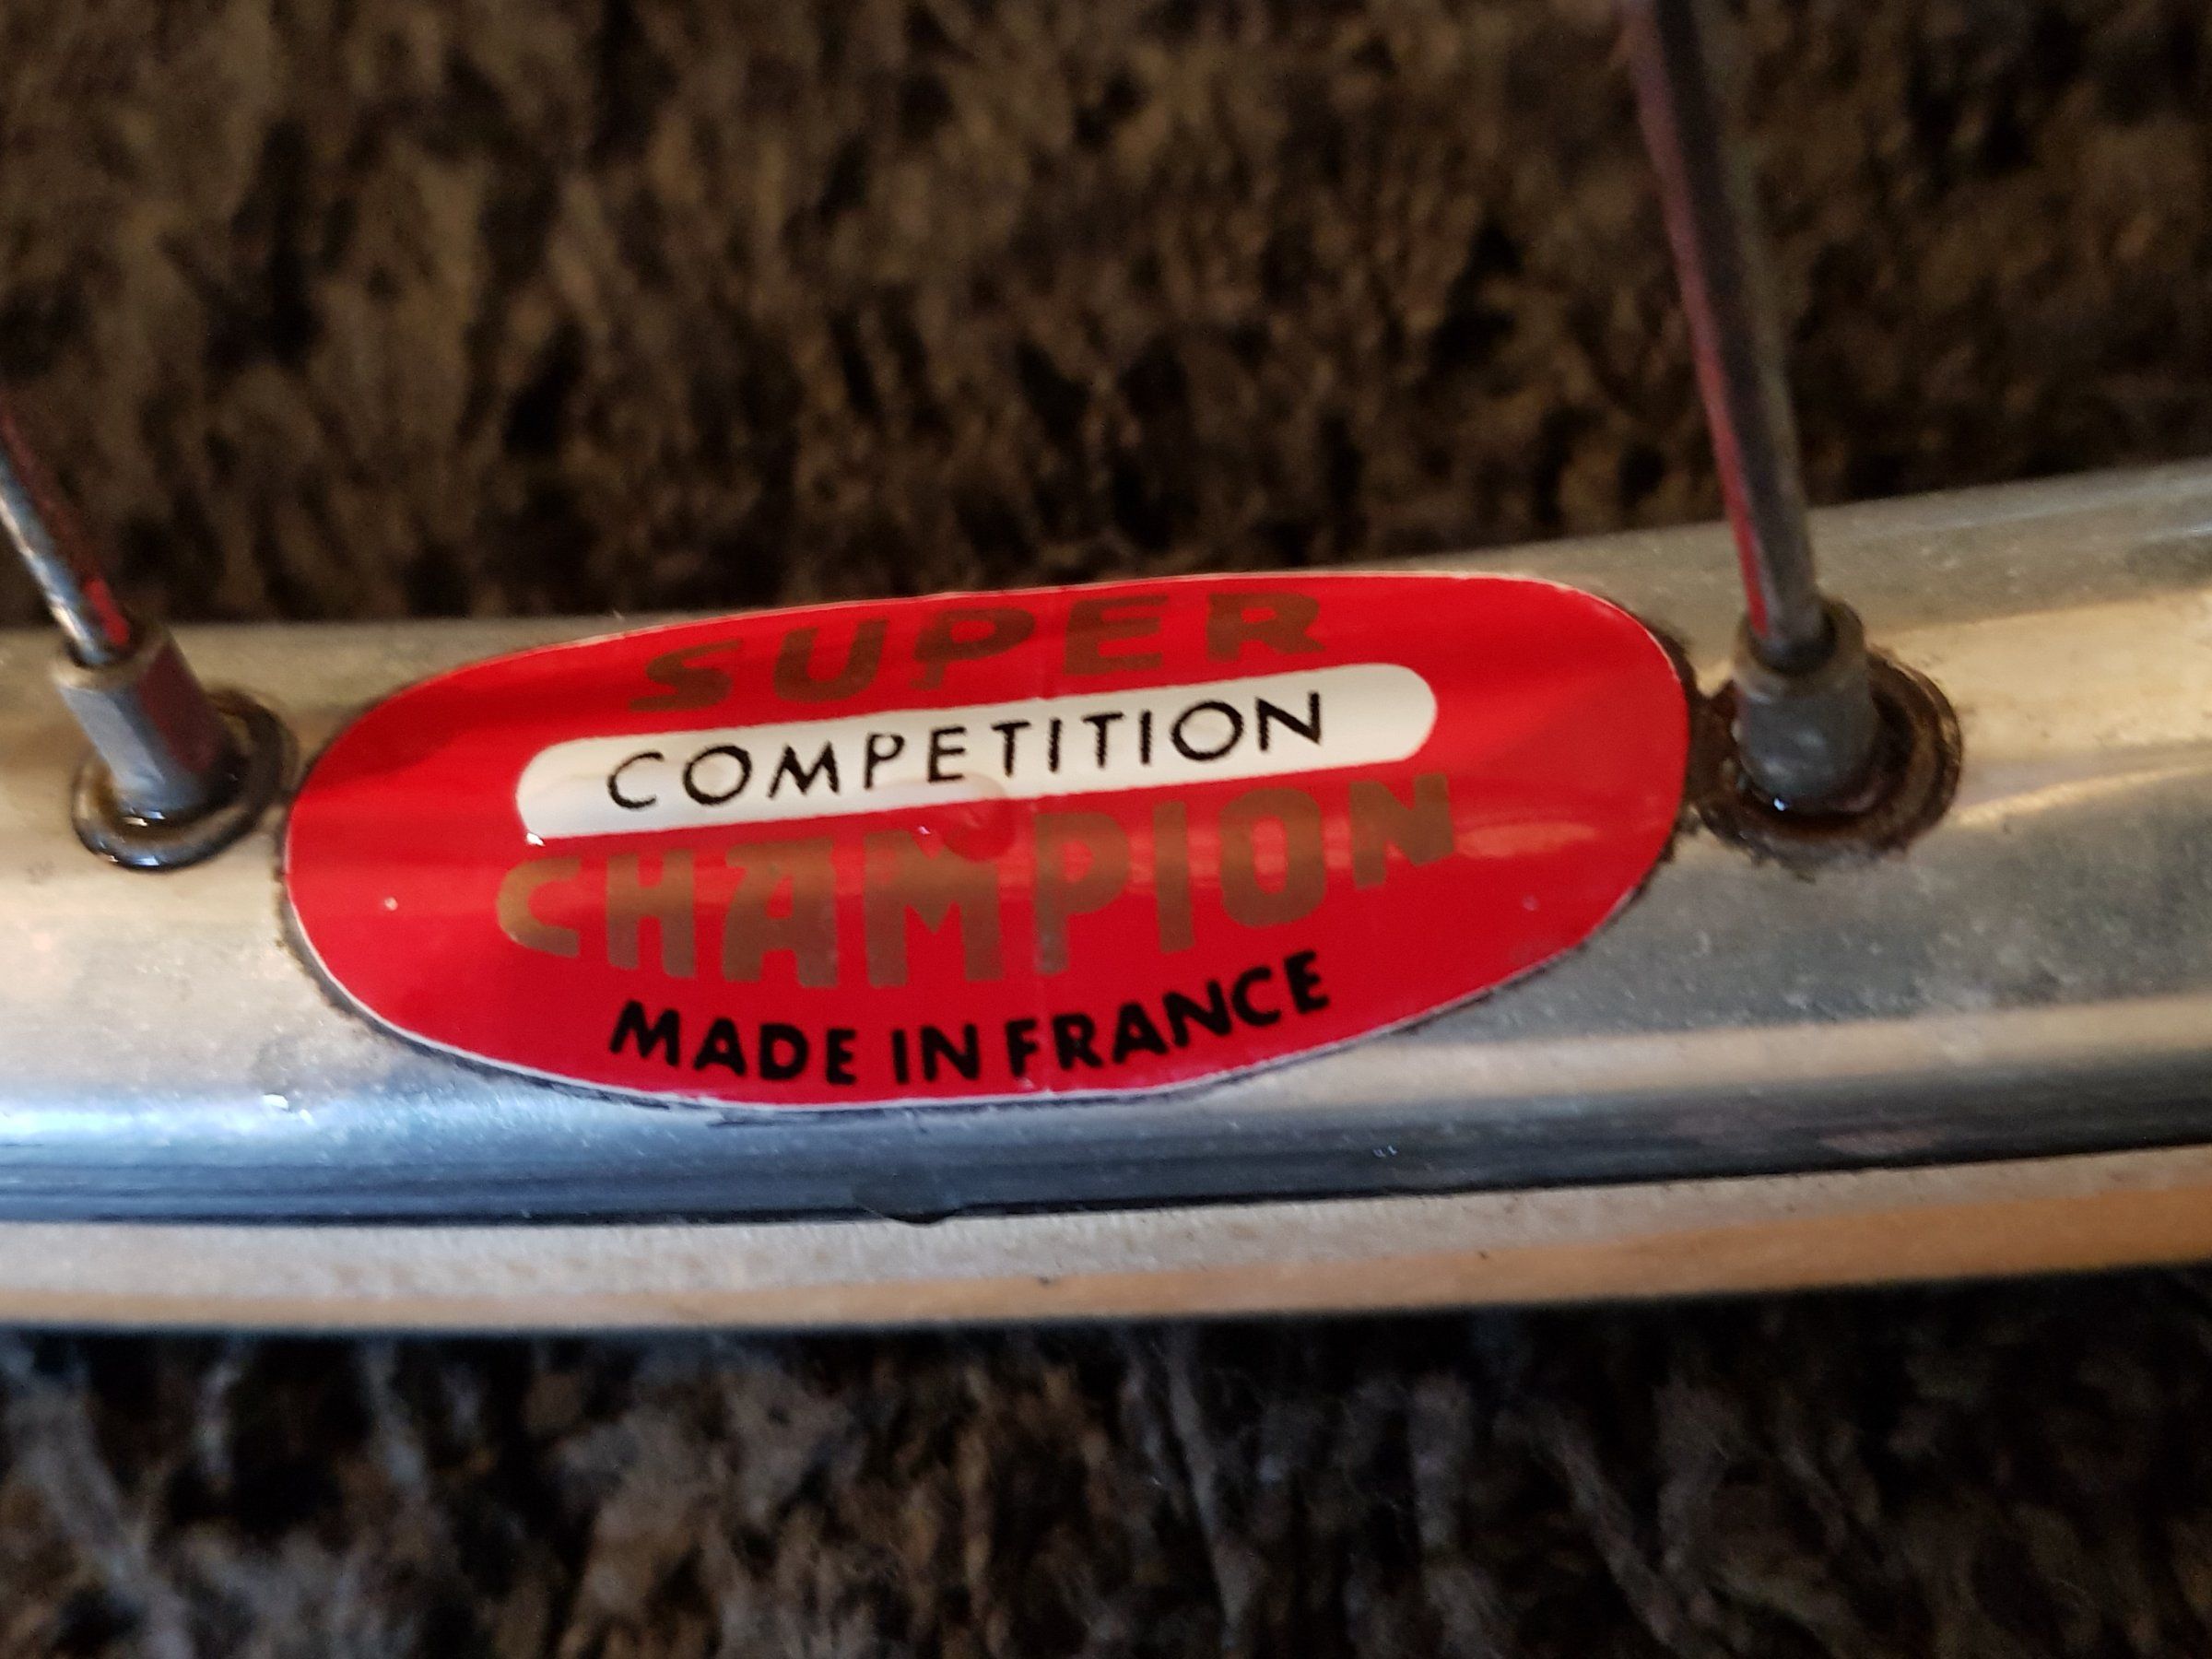 SUPER
COMPETITION
CHAMPION
MADE IN FRANCE